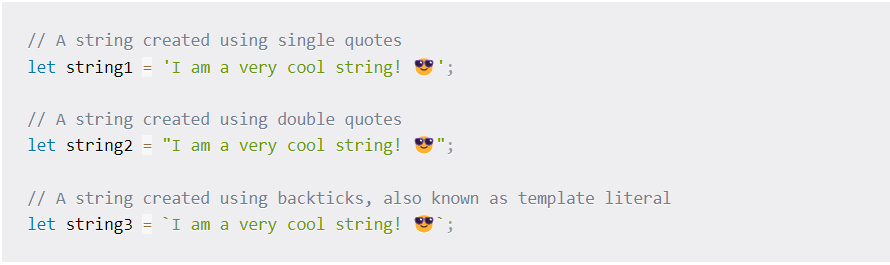 // A string created using single quotes
let string1 = 'I am a very cool string! 😎';
// A string created using double quotes
let string2 = "I am a very cool string! 😎";
// A string created using backticks, also known as template literal
let string3 = `I am a very cool string! 😎`;